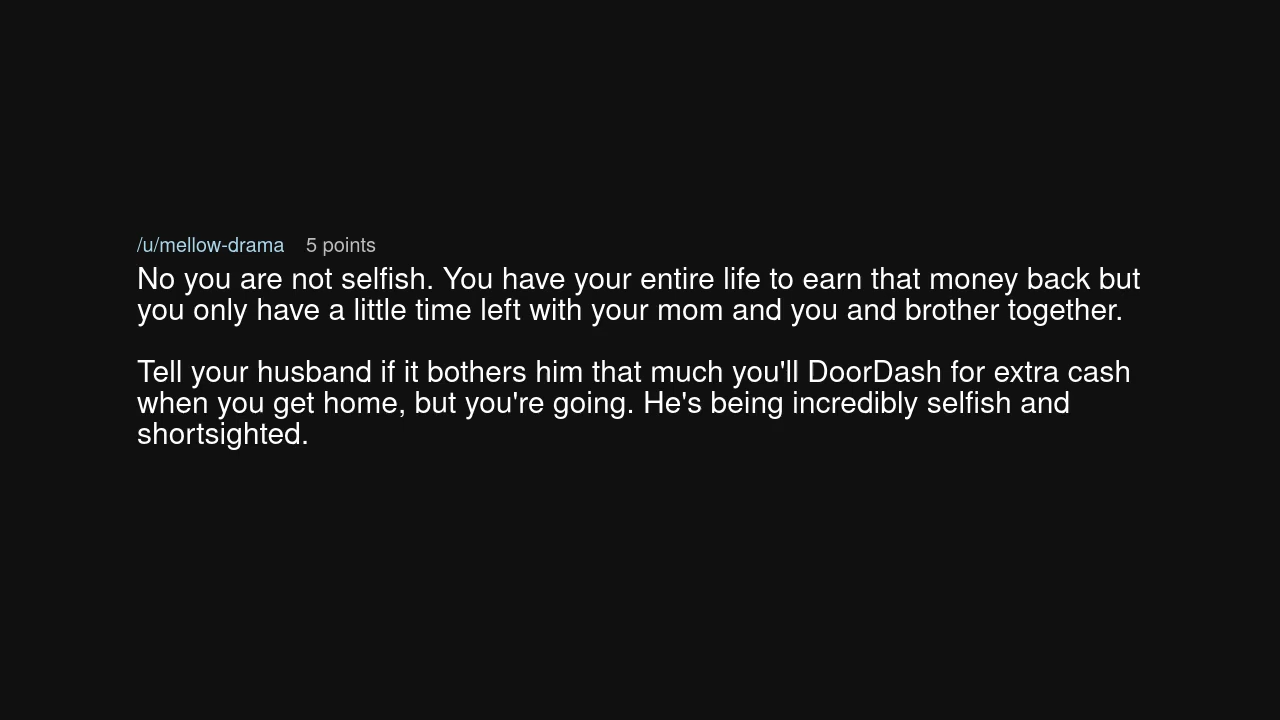 /u/mellow-drama 5 points
No you are not selfish. You have your entire life to earn that money back but
you only have a little time left with your mom and you and brother together.
Tell your husband if it bothers him that much you'll DoorDash for extra cash
when you get home, but you're going. He's being incredibly selfish and
shortsighted.